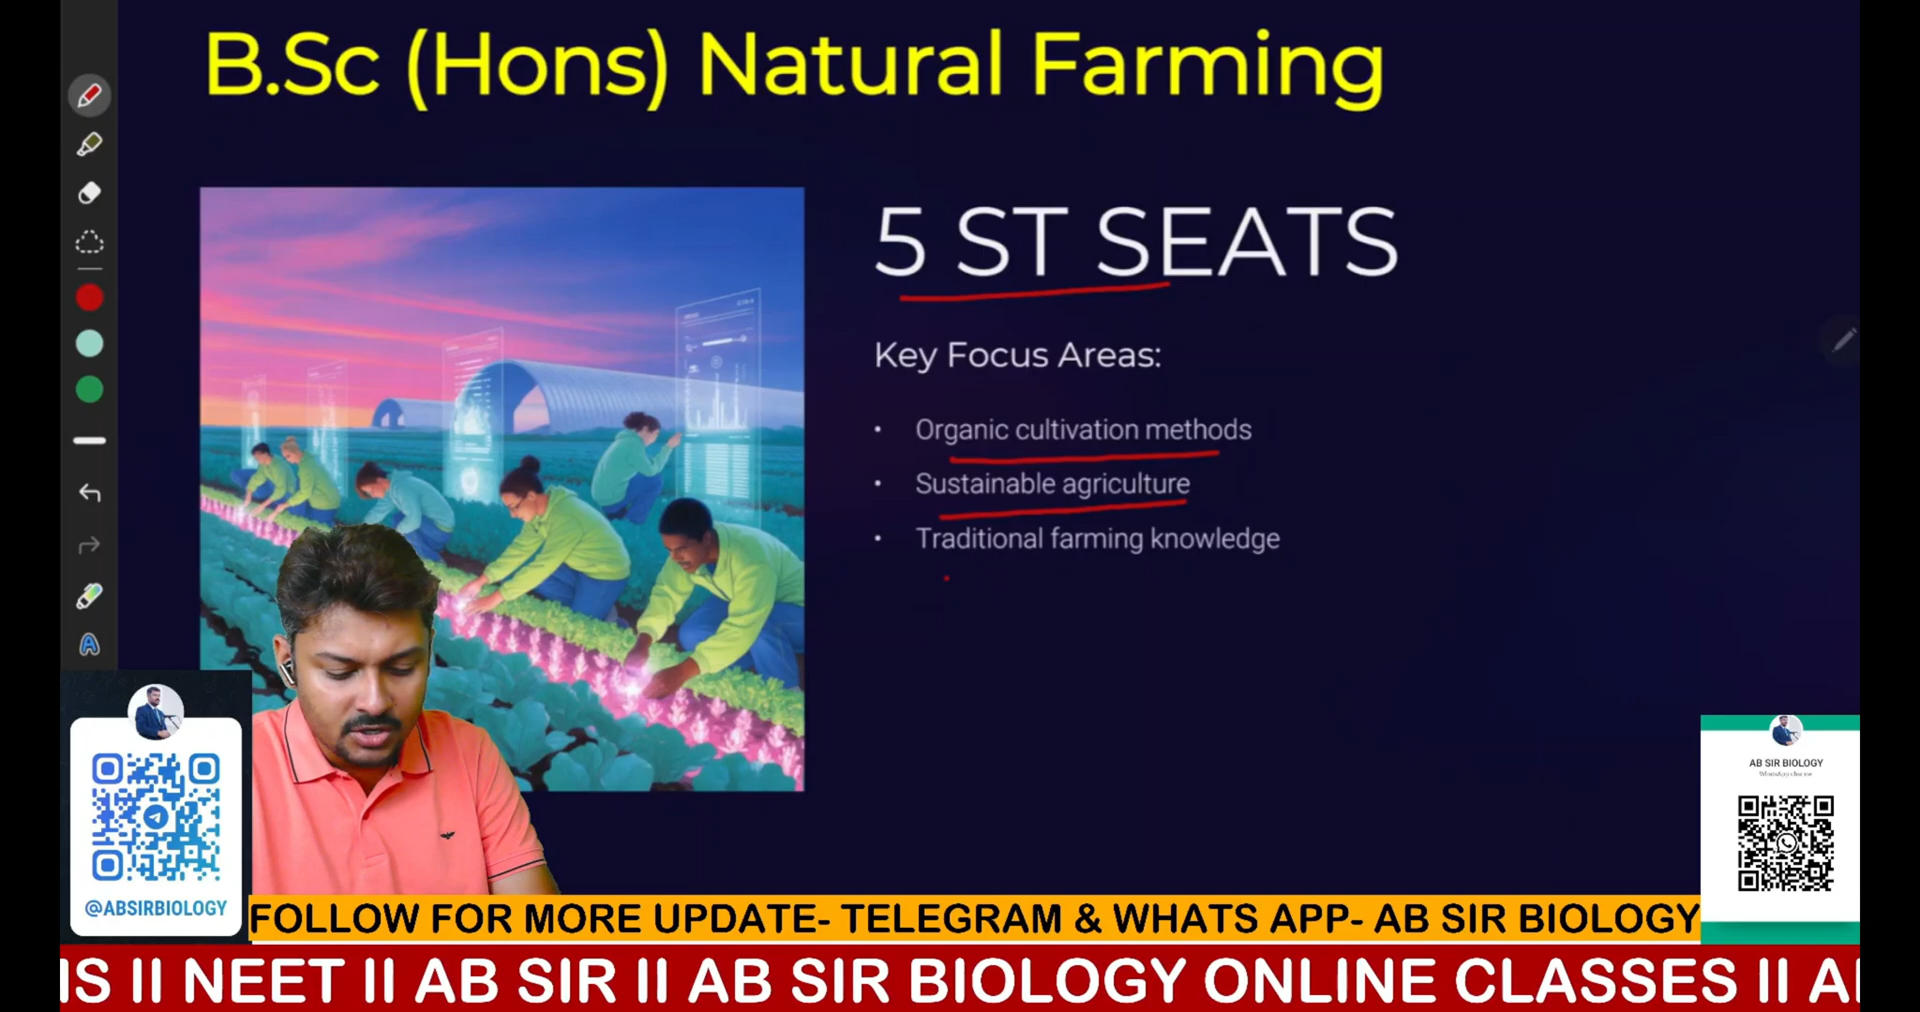 B.Sc (Hons) Natural Farming
5 ST SEATS
Key Focus Areas:
• Organic cultivation methods
• Sustainable agriculture
• Traditional farming knowledge
A
@ABSIRBIOLOGY
AB SIR BIOLOGY
FOLLOW FOR MORE UPDATE- TELEGRAM & WHATS APP- AB SIR BIOLOGY
IS II NEET II AB SIR II AB SIR BIOLOGY ONLINE CLASSES II A